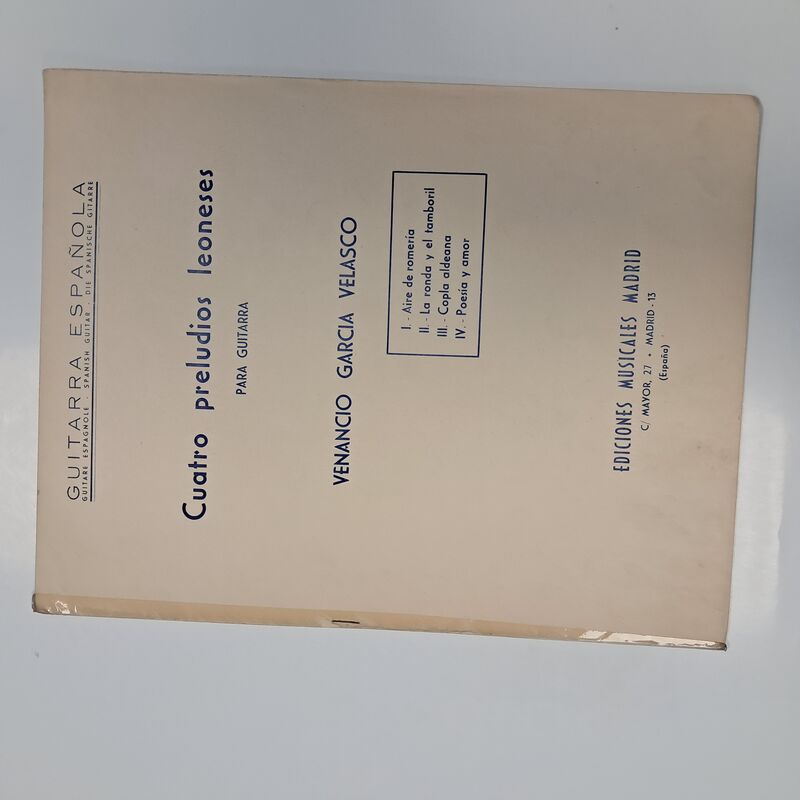 GUITARRA ESPAÑOLA
GUITARE ESPAGNOLE - SPANISH GUITAR - DIE SPANISCHE GITARRE
Cuatro preludios leoneses
PARA GUITARRA
VENANCIO GARCIA VELASCO
I. - Aire de romería
II. - La ronda y el tamboril
III. - Copla aldeana
IV. - Poesía y amor
EDICIONES MUSICALES MADRID
C/ MAYOR, 27 • MADRID - 13
(España)